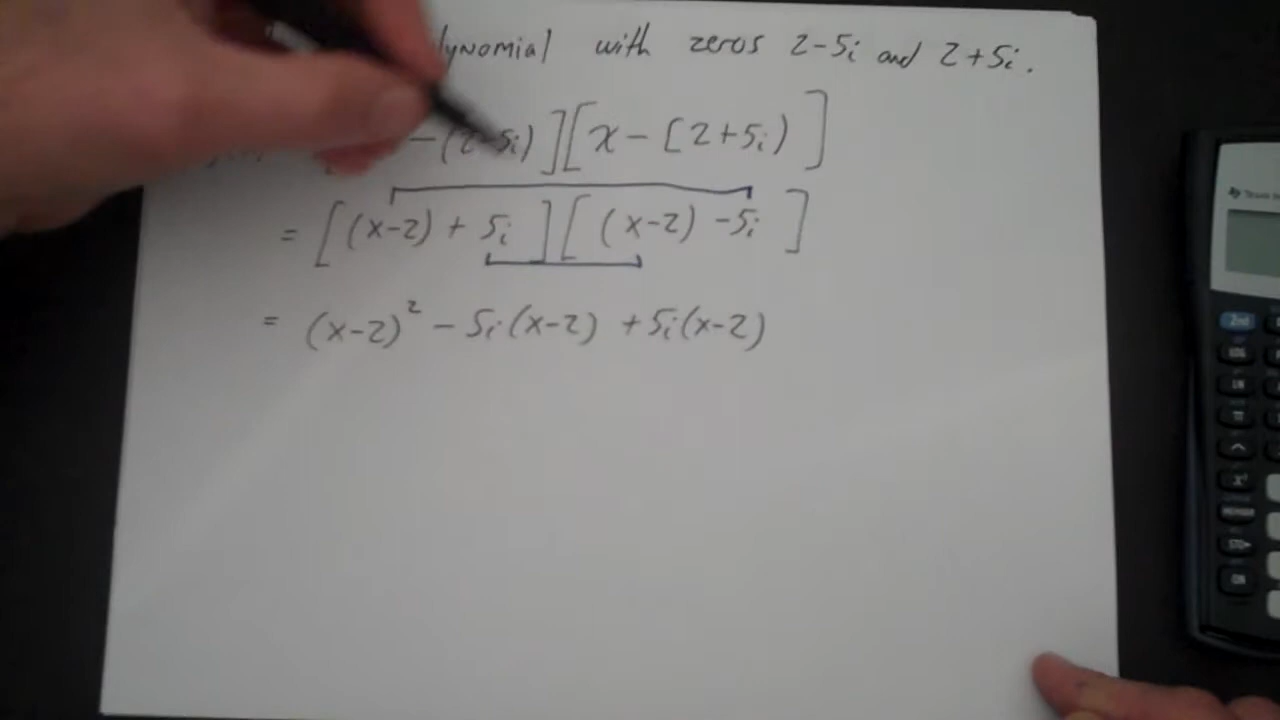 with zeros 2-5i and 2+5i.
-(2-5i)][x-[2+5i)]
= [(x-2) + 5i][(x-2) -5i]
= (x-2)² - 5i(x-2) +5i(x-2)
2nd